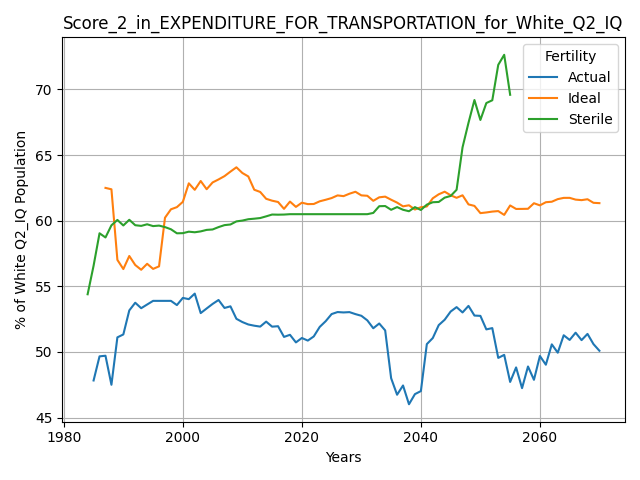 Score_2_in_EXPENDITURE_FOR_TRANSPORTATION_for_White_Q2_IQ
Fertility
Actual
Ideal
Sterile
% of White Q2_IQ Population
70
65
60
55
50
45
1980
2000
2020
2040
2060
Years